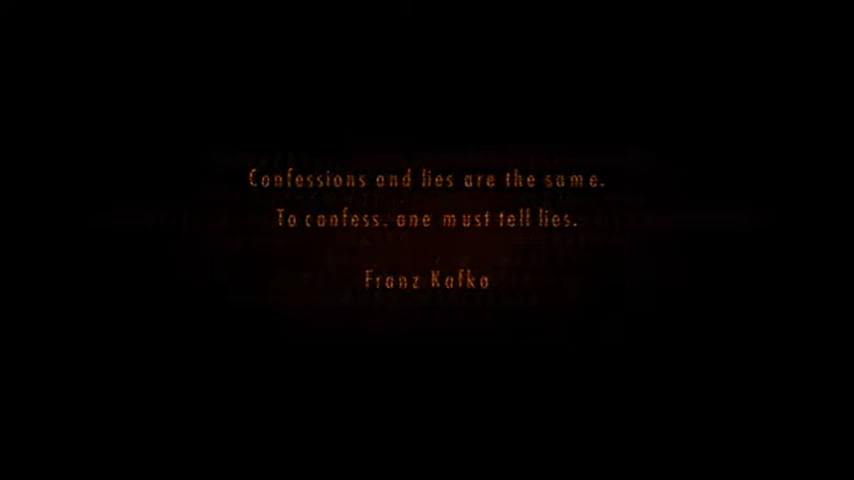 Confessions and lies are the same.
To confess, one must tell lies.
Franz Kafka